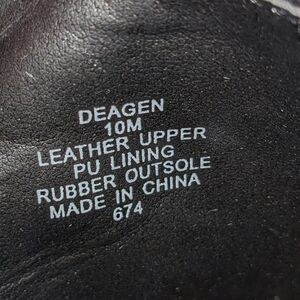 DEAGEN
10M
LEATHER UPPER
PU LINING
RUBBER OUTSOLE
MADE IN CHINA
674